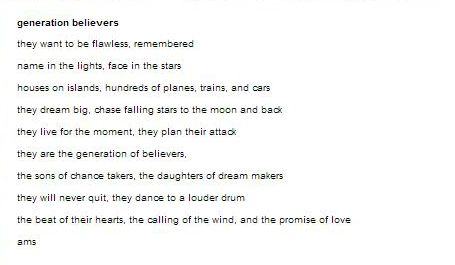 generation believers
they want to be flawless, remembered
name in the lights, face in the stars
houses on islands, hundreds of planes, trains, and cars
they dream big, chase falling stars to the moon and back
they live for the moment, they plan their attack
they are the generation of believers,
the sons of chance takers, the daughters of dream makers
they will never quit, they dance to a louder drum
the beat of their hearts, the calling of the wind, and the promise of love
ams